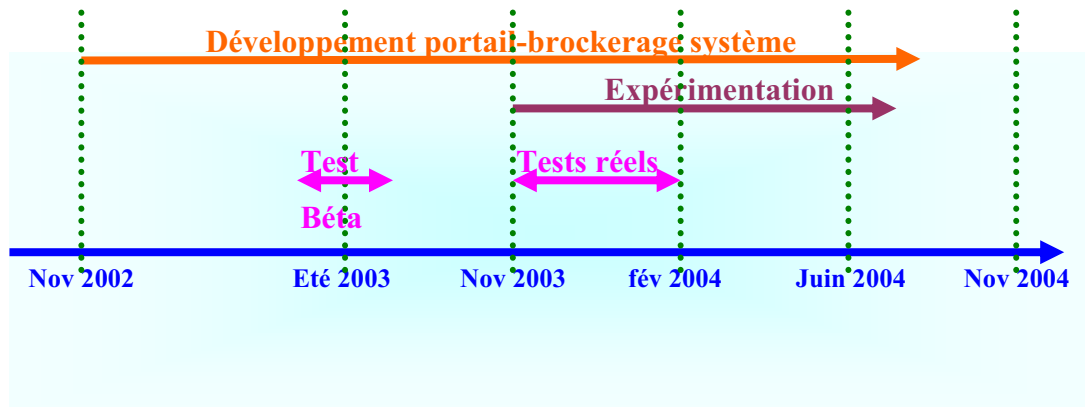 Développement portail-brockerage système
Expérimentation
Test
Béta
Tests réels
Nov 2002
Eté 2003
Nov 2003
fév 2004
Juin 2004
Nov 2004